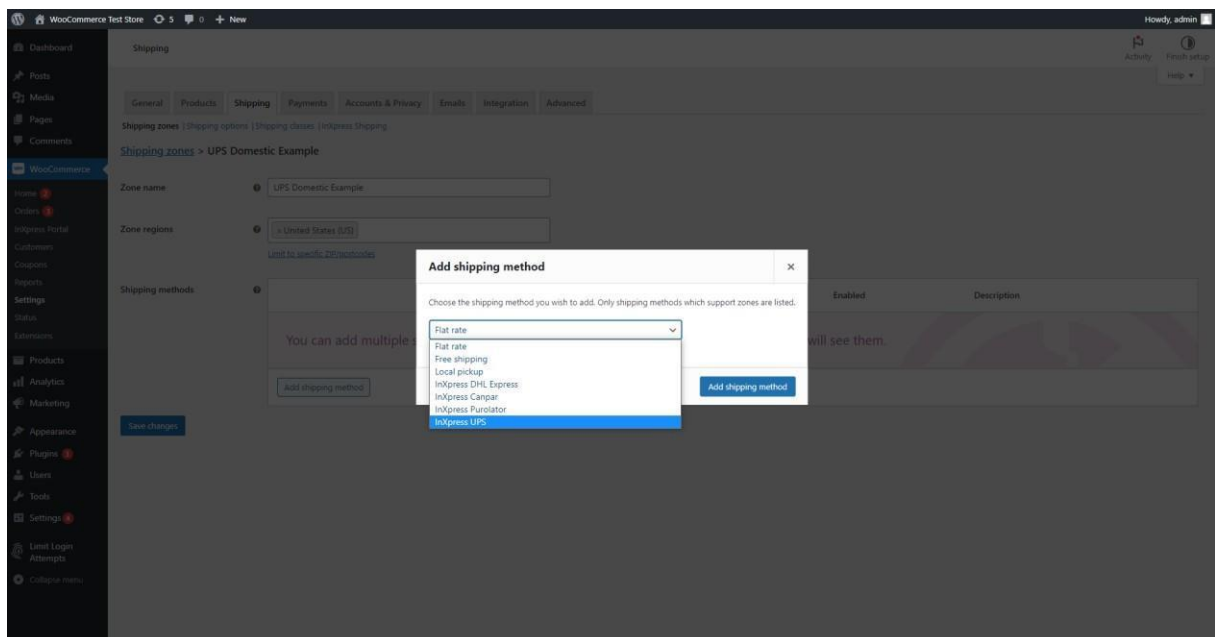 WooCommerce Test Store 5 0 + New
Howdy, admin
Dashboard
Posts
Media
Pages
Comments
WooCommerce
Home 2
Orders 3
InXpress Portal
Customers
Coupons
Reports
Settings
Status
Extensions
Products
Analytics
Marketing
Appearance
Plugins
Users
Tools
Settings
Limit Login
Attempts
Collapse menu
Shipping
Activity
Finish setup
Help
General Products Shipping Payments Accounts & Privacy Emails Integration Advanced
Shipping zones | Shipping options | Shipping classes | InXpress Shipping
Shipping zones > UPS Domestic Example
Zone name
UPS Domestic Example
Zone regions
× United States (US)
Limit to specific ZIP/postcodes
Shipping methods
Enabled Description
You can add multiple
will see them.
Add shipping method
Save changes
Add shipping method ×
Choose the shipping method you wish to add. Only shipping methods which support zones are listed.
Flat rate
Flat rate
Free shipping
Local pickup
InXpress DHL Express
InXpress Canpar
InXpress Purolator
InXpress UPS
Add shipping method